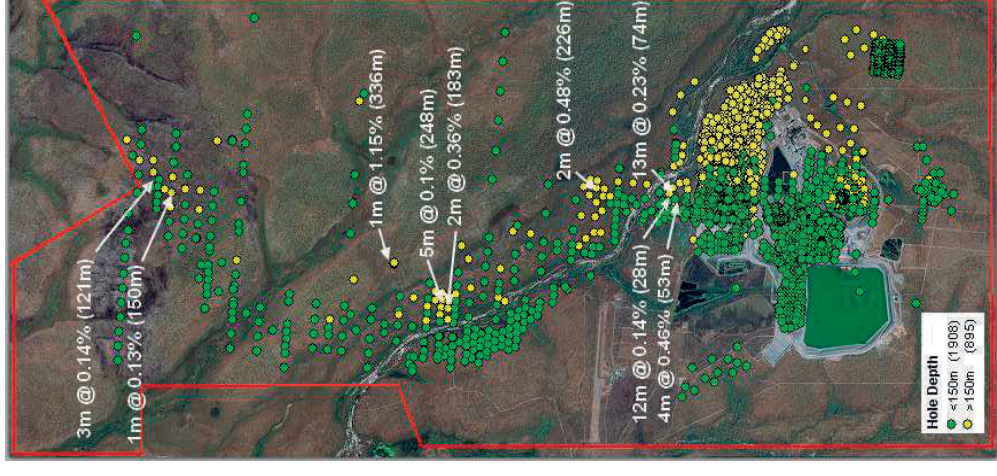 3m @ 0.14% (121m)
1m @ 0.13% (150m)
1m @ 1.15% (336m)
5m @ 0.1% (248m)
2m @ 0.36% (183m)
2m @ 0.48% (226m)
13m @ 0.23% (74m)
12m @ 0.14% (28m)
4m @ 0.46% (53m)
Hole Depth
<150m (1908)
>150m (895)